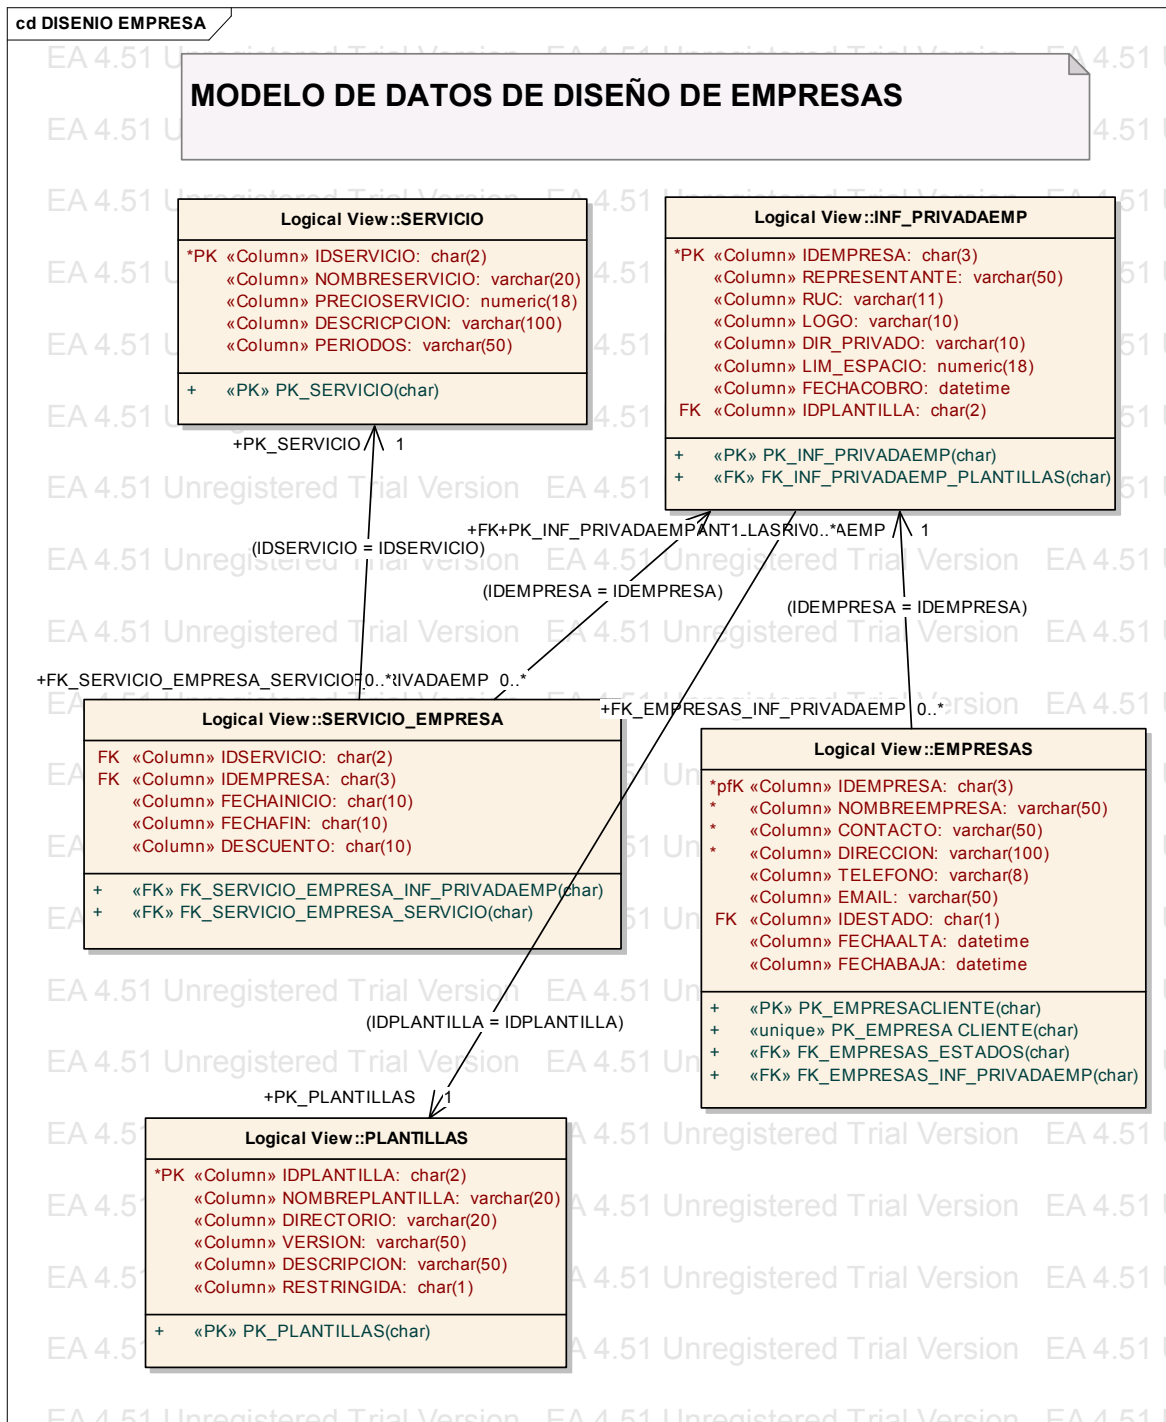 cd DISENIO EMPRESA
MODELO DE DATOS DE DISEÑO DE EMPRESAS
Logical View::SERVICIO
*PK «Column» IDSERVICIO: char(2)
«Column» NOMBRESERVICIO: varchar(20)
«Column» PRECIOSERVICIO: numeric(18)
«Column» DESCRICPCION: varchar(100)
«Column» PERIODOS: varchar(50)
+ «PK» PK_SERVICIO(char)
Logical View::INF_PRIVADAEMP
*PK «Column» IDEMPRESA: char(3)
«Column» REPRESENTANTE: varchar(50)
«Column» RUC: varchar(11)
«Column» LOGO: varchar(10)
«Column» DIR_PRIVADO: varchar(10)
«Column» LIM_ESPACIO: numeric(18)
«Column» FECHACOBRO: datetime
FK «Column» IDPLANTILLA: char(2)
+ «PK» PK_INF_PRIVADAEMP(char)
+ «FK» FK_INF_PRIVADAEMP_PLANTILLAS(char)
+PK_SERVICIO 1
+FK+PK_INF_PRIVADAEMP 1 0..* 1
(IDSERVICIO = IDSERVICIO)
(IDEMPRESA = IDEMPRESA)
(IDEMPRESA = IDEMPRESA)
+FK_SERVICIO_EMPRESA_SERVICIO 0..* 0..*
+FK_EMPRESAS_INF_PRIVADAEMP 0..*
Logical View::SERVICIO_EMPRESA
FK «Column» IDSERVICIO: char(2)
FK «Column» IDEMPRESA: char(3)
«Column» FECHAINICIO: char(10)
«Column» FECHAFIN: char(10)
«Column» DESCUENTO: char(10)
+ «FK» FK_SERVICIO_EMPRESA_INF_PRIVADAEMP(char)
+ «FK» FK_SERVICIO_EMPRESA_SERVICIO(char)
Logical View::EMPRESAS
*pfK «Column» IDEMPRESA: char(3)
* «Column» NOMBREEMPRESA: varchar(50)
* «Column» CONTACTO: varchar(50)
* «Column» DIRECCION: varchar(100)
«Column» TELEFONO: varchar(8)
«Column» EMAIL: varchar(50)
FK «Column» IDESTADO: char(1)
«Column» FECHAALTA: datetime
«Column» FECHABAJA: datetime
+ «PK» PK_EMPRESACLIENTE(char)
+ «unique» PK_EMPRESA CLIENTE(char)
+ «FK» FK_EMPRESAS_ESTADOS(char)
+ «FK» FK_EMPRESAS_INF_PRIVADAEMP(char)
(IDPLANTILLA = IDPLANTILLA)
+PK_PLANTILLAS 1
Logical View::PLANTILLAS
*PK «Column» IDPLANTILLA: char(2)
«Column» NOMBREPLANTILLA: varchar(20)
«Column» DIRECTORIO: varchar(20)
«Column» VERSION: varchar(50)
«Column» DESCRIPCION: varchar(50)
«Column» RESTRINGIDA: char(1)
+ «PK» PK_PLANTILLAS(char)
EA 4.51 Unregistered Trial Version